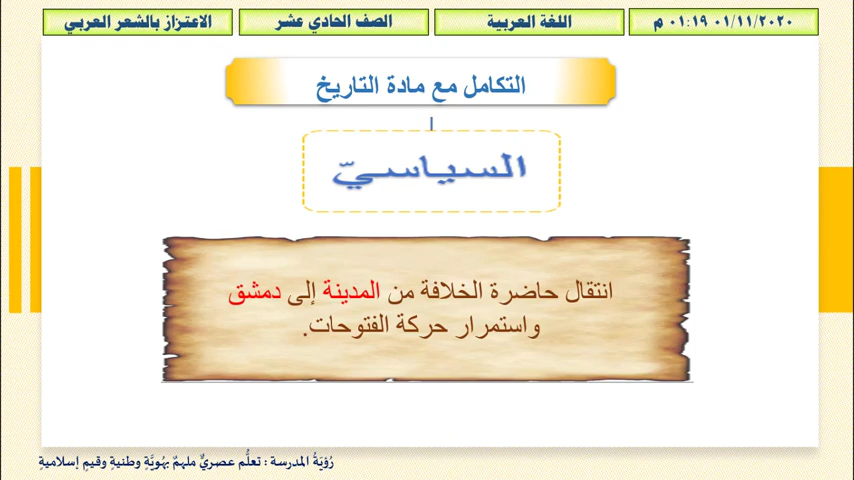 ٠١/١١/٢٠٢٠ ٠١:١٩ م
اللغة العربية
الصف الحادي عشر
الاعتزاز بالشعر العربي
التكامل مع مادة التاريخ
السياسيّ
انتقال حاضرة الخلافة من المدينة إلى دمشق
واستمرار حركة الفتوحات.
رُؤيَةُ المدرسة : تعلُّم عصريٌّ ملهمٌ بهُويَّةٍ وطنيةٍ وقيمٍ إسلاميةٍ